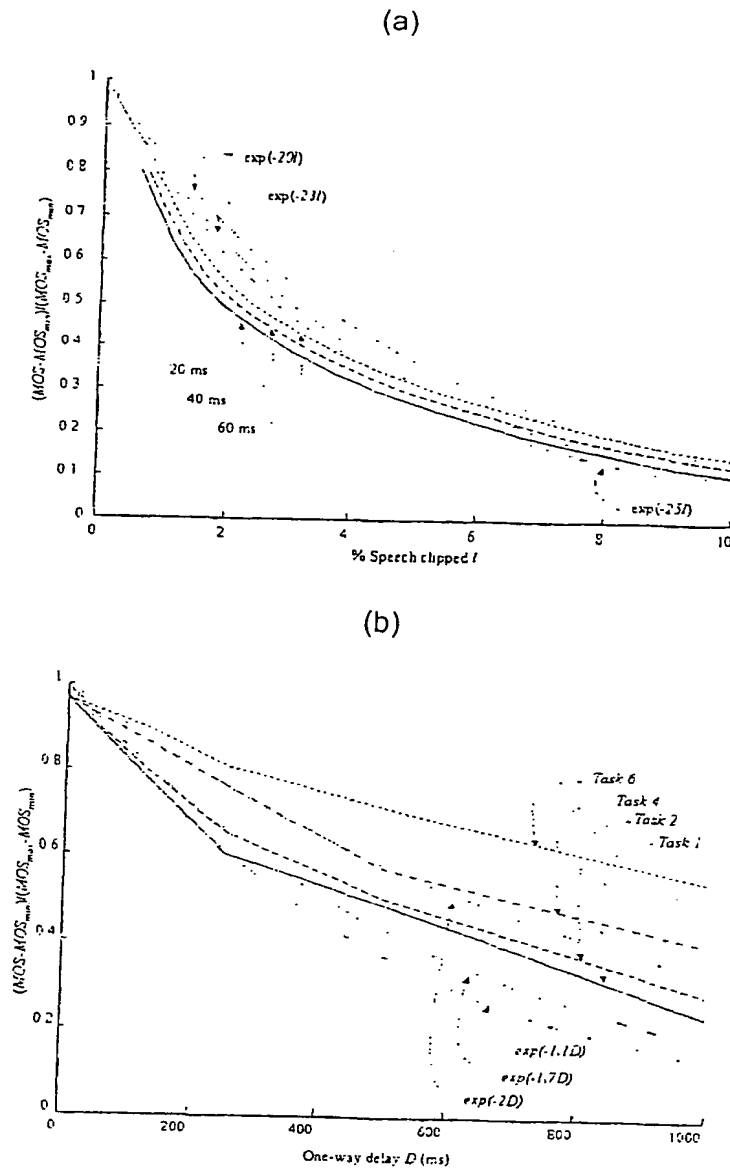 (a)
1
0.9
0.8
0.7
0.6
0.5
0.4
0.3
0.2
0.1
0
(MOS-MOSmin)/(MOSmax-MOSmin)
exp(-20l)
exp(-23l)
20 ms
40 ms
60 ms
exp(-25l)
0
2
4
6
8
10
% Speech clipped l
(b)
1
0.8
0.6
0.4
0.2
0
(MOS-MOSmin)/(MOSmax-MOSmin)
Task 6
Task 4
Task 2
Task 1
exp(-1.1D)
exp(-1.7D)
exp(-2D)
0
200
400
600
800
1000
One-way delay D (ms)